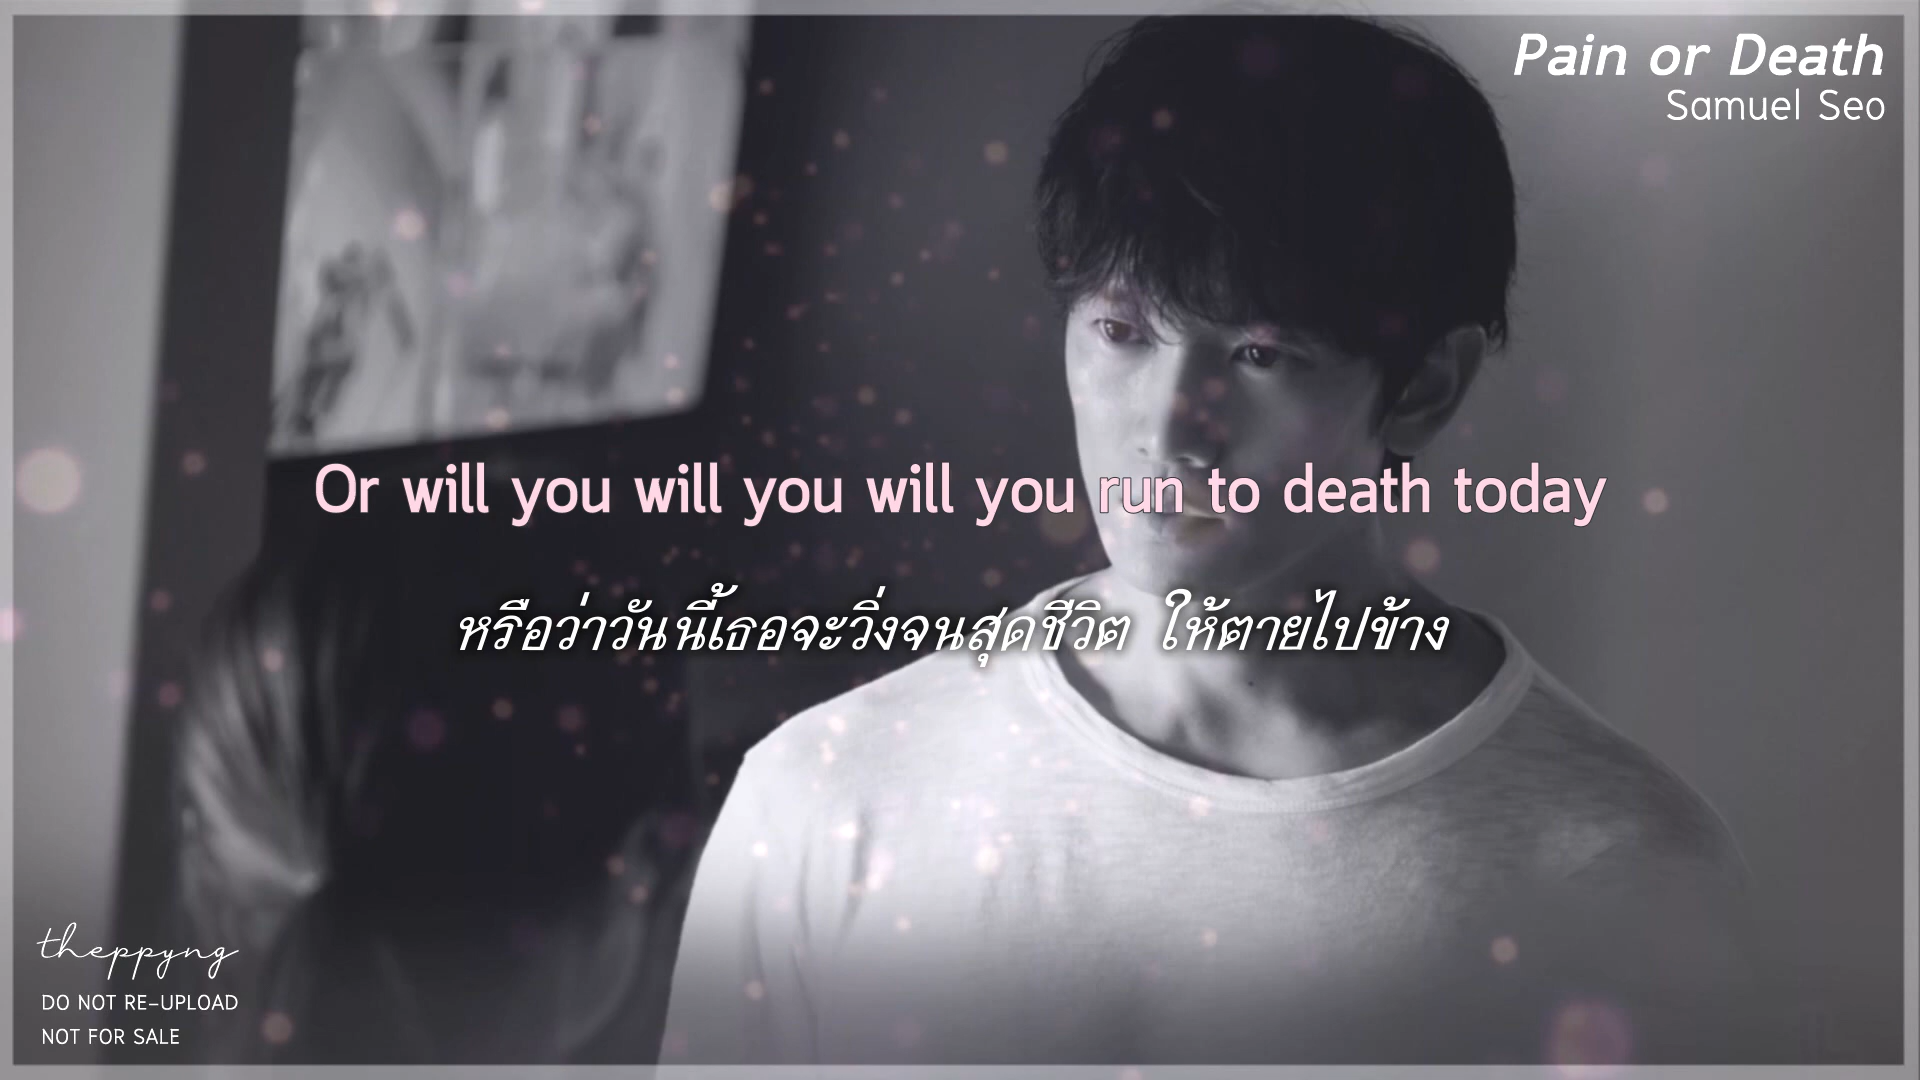 Pain or Death
Samuel Seo
Or will you will you will you run to death today
หรือว่าวันนี้เธอจะวิ่งจนสุดชีวิต ให้ตายไปข้าง
theppyng
DO NOT RE-UPLOAD
NOT FOR SALE